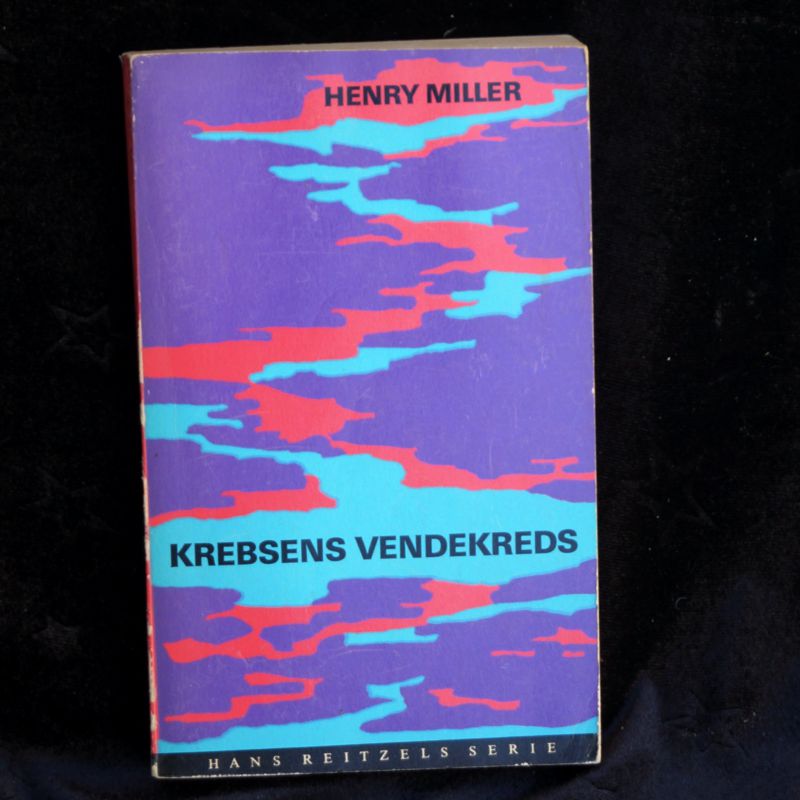 HENRY MILLER
KREBSENS VENDEKREDS
HANS REITZELS SERIE